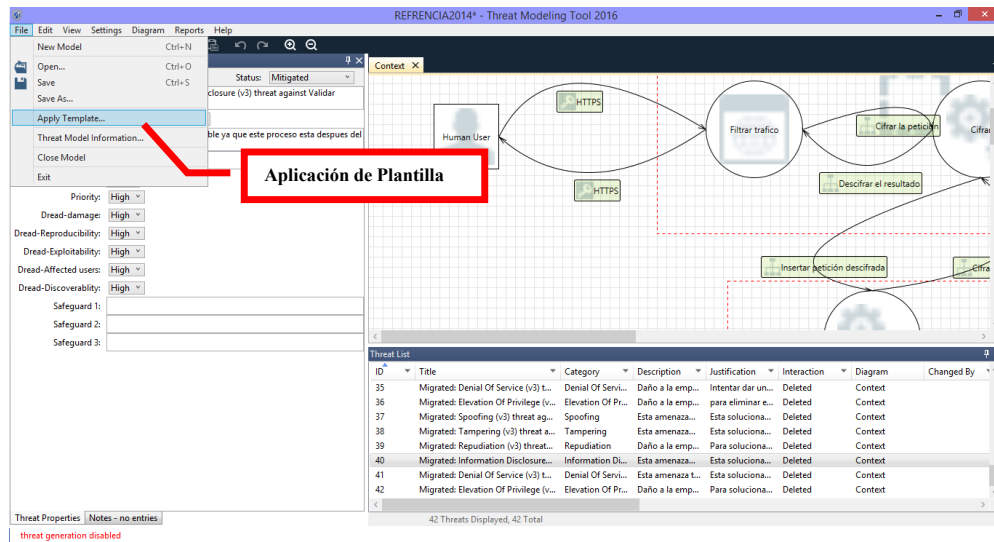 REFRENCIA2014* - Threat Modeling Tool 2016
File Edit View Settings Diagram Reports Help
New Model Ctrl+N
Open... Ctrl+O
Save Ctrl+S
Save As...
Apply Template...
Threat Model Information...
Close Model
Exit
Status: Mitigated
closure (v3) threat against Validar
ble ya que este proceso esta despues del
Aplicación de Plantilla
Priority: High
Dread-damage: High
Dread-Reproducibility: High
Dread-Exploitability: High
Dread-Affected users: High
Dread-Discoverablity: High
Safeguard 1:
Safeguard 2:
Safeguard 3:
Threat Properties Notes - no entries
threat generation disabled
Context
Human User
HTTPS
HTTPS
Filtrar trafico
Cifrar la petición
Cifrar
Descifrar el resultado
Insertar petición descifrada
Cifra
Threat List
ID Title Category Description Justification Interaction Diagram Changed By
35 Migrated: Denial Of Service (v3) t... Denial Of Servi... Daño a la emp... Intentar dar un... Deleted Context
36 Migrated: Elevation Of Privilege (v... Elevation Of Pr... Daño a la emp... para eliminar e... Deleted Context
37 Migrated: Spoofing (v3) threat ag... Spoofing Esta amenaza... Esta soluciona... Deleted Context
38 Migrated: Tampering (v3) threat a... Tampering Esta amenaza... Esta soluciona... Deleted Context
39 Migrated: Repudiation (v3) threat... Repudiation Daño a la emp... Para soluciona... Deleted Context
40 Migrated: Information Disclosure... Information Di... Esta amenaza... Esta soluciona... Deleted Context
41 Migrated: Denial Of Service (v3) t... Denial Of Servi... Esta amenaza t... Esta soluciona... Deleted Context
42 Migrated: Elevation Of Privilege (v... Elevation Of Pr... Daño a la emp... Para soluciona... Deleted Context
42 Threats Displayed, 42 Total